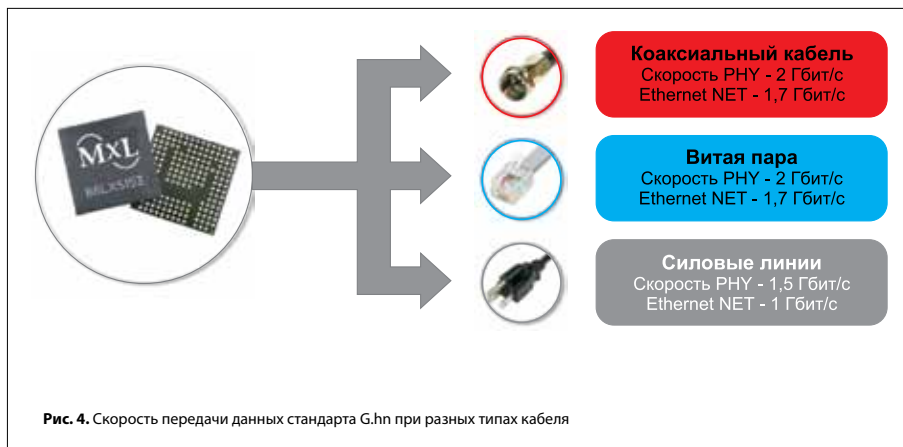 MXL
Коаксиальный кабель
Скорость PHY - 2 Гбит/с
Ethernet NET - 1,7 Гбит/с
Витая пара
Скорость PHY - 2 Гбит/с
Ethernet NET - 1,7 Гбит/с
Силовые линии
Скорость PHY - 1,5 Гбит/с
Ethernet NET - 1 Гбит/с
Рис. 4. Скорость передачи данных стандарта G.hn при разных типах кабеля